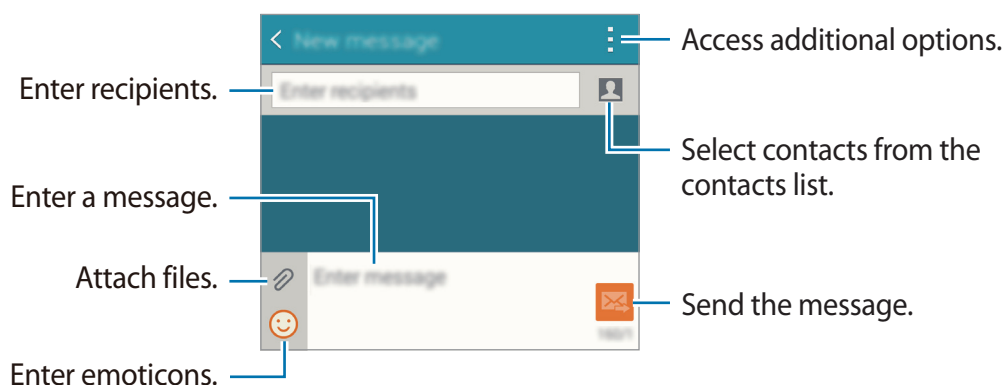 New message
Access additional options.
Enter recipients.
Enter recipients
Select contacts from the
contacts list.
Enter a message.
Attach files.
Enter message
Send the message.
160/1
Enter emoticons.